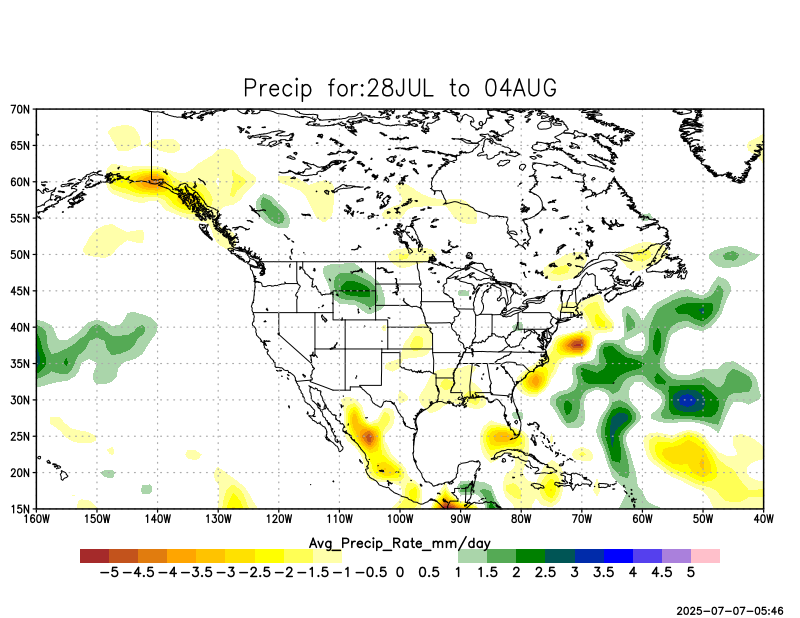 Precip for:28JUL to 04AUG
70N
65N
60N
55N
50N
45N
40N
35N
30N
25N
20N
15N
160W 150W 140W 130W 120W 110W 100W 90W 80W 70W 60W 50W 40W
Avg_Precip_Rate_mm/day
-5 -4.5 -4 -3.5 -3 -2.5 -2 -1.5 -1 -0.5 0 0.5 1 1.5 2 2.5 3 3.5 4 4.5 5
2025-07-07-05:46